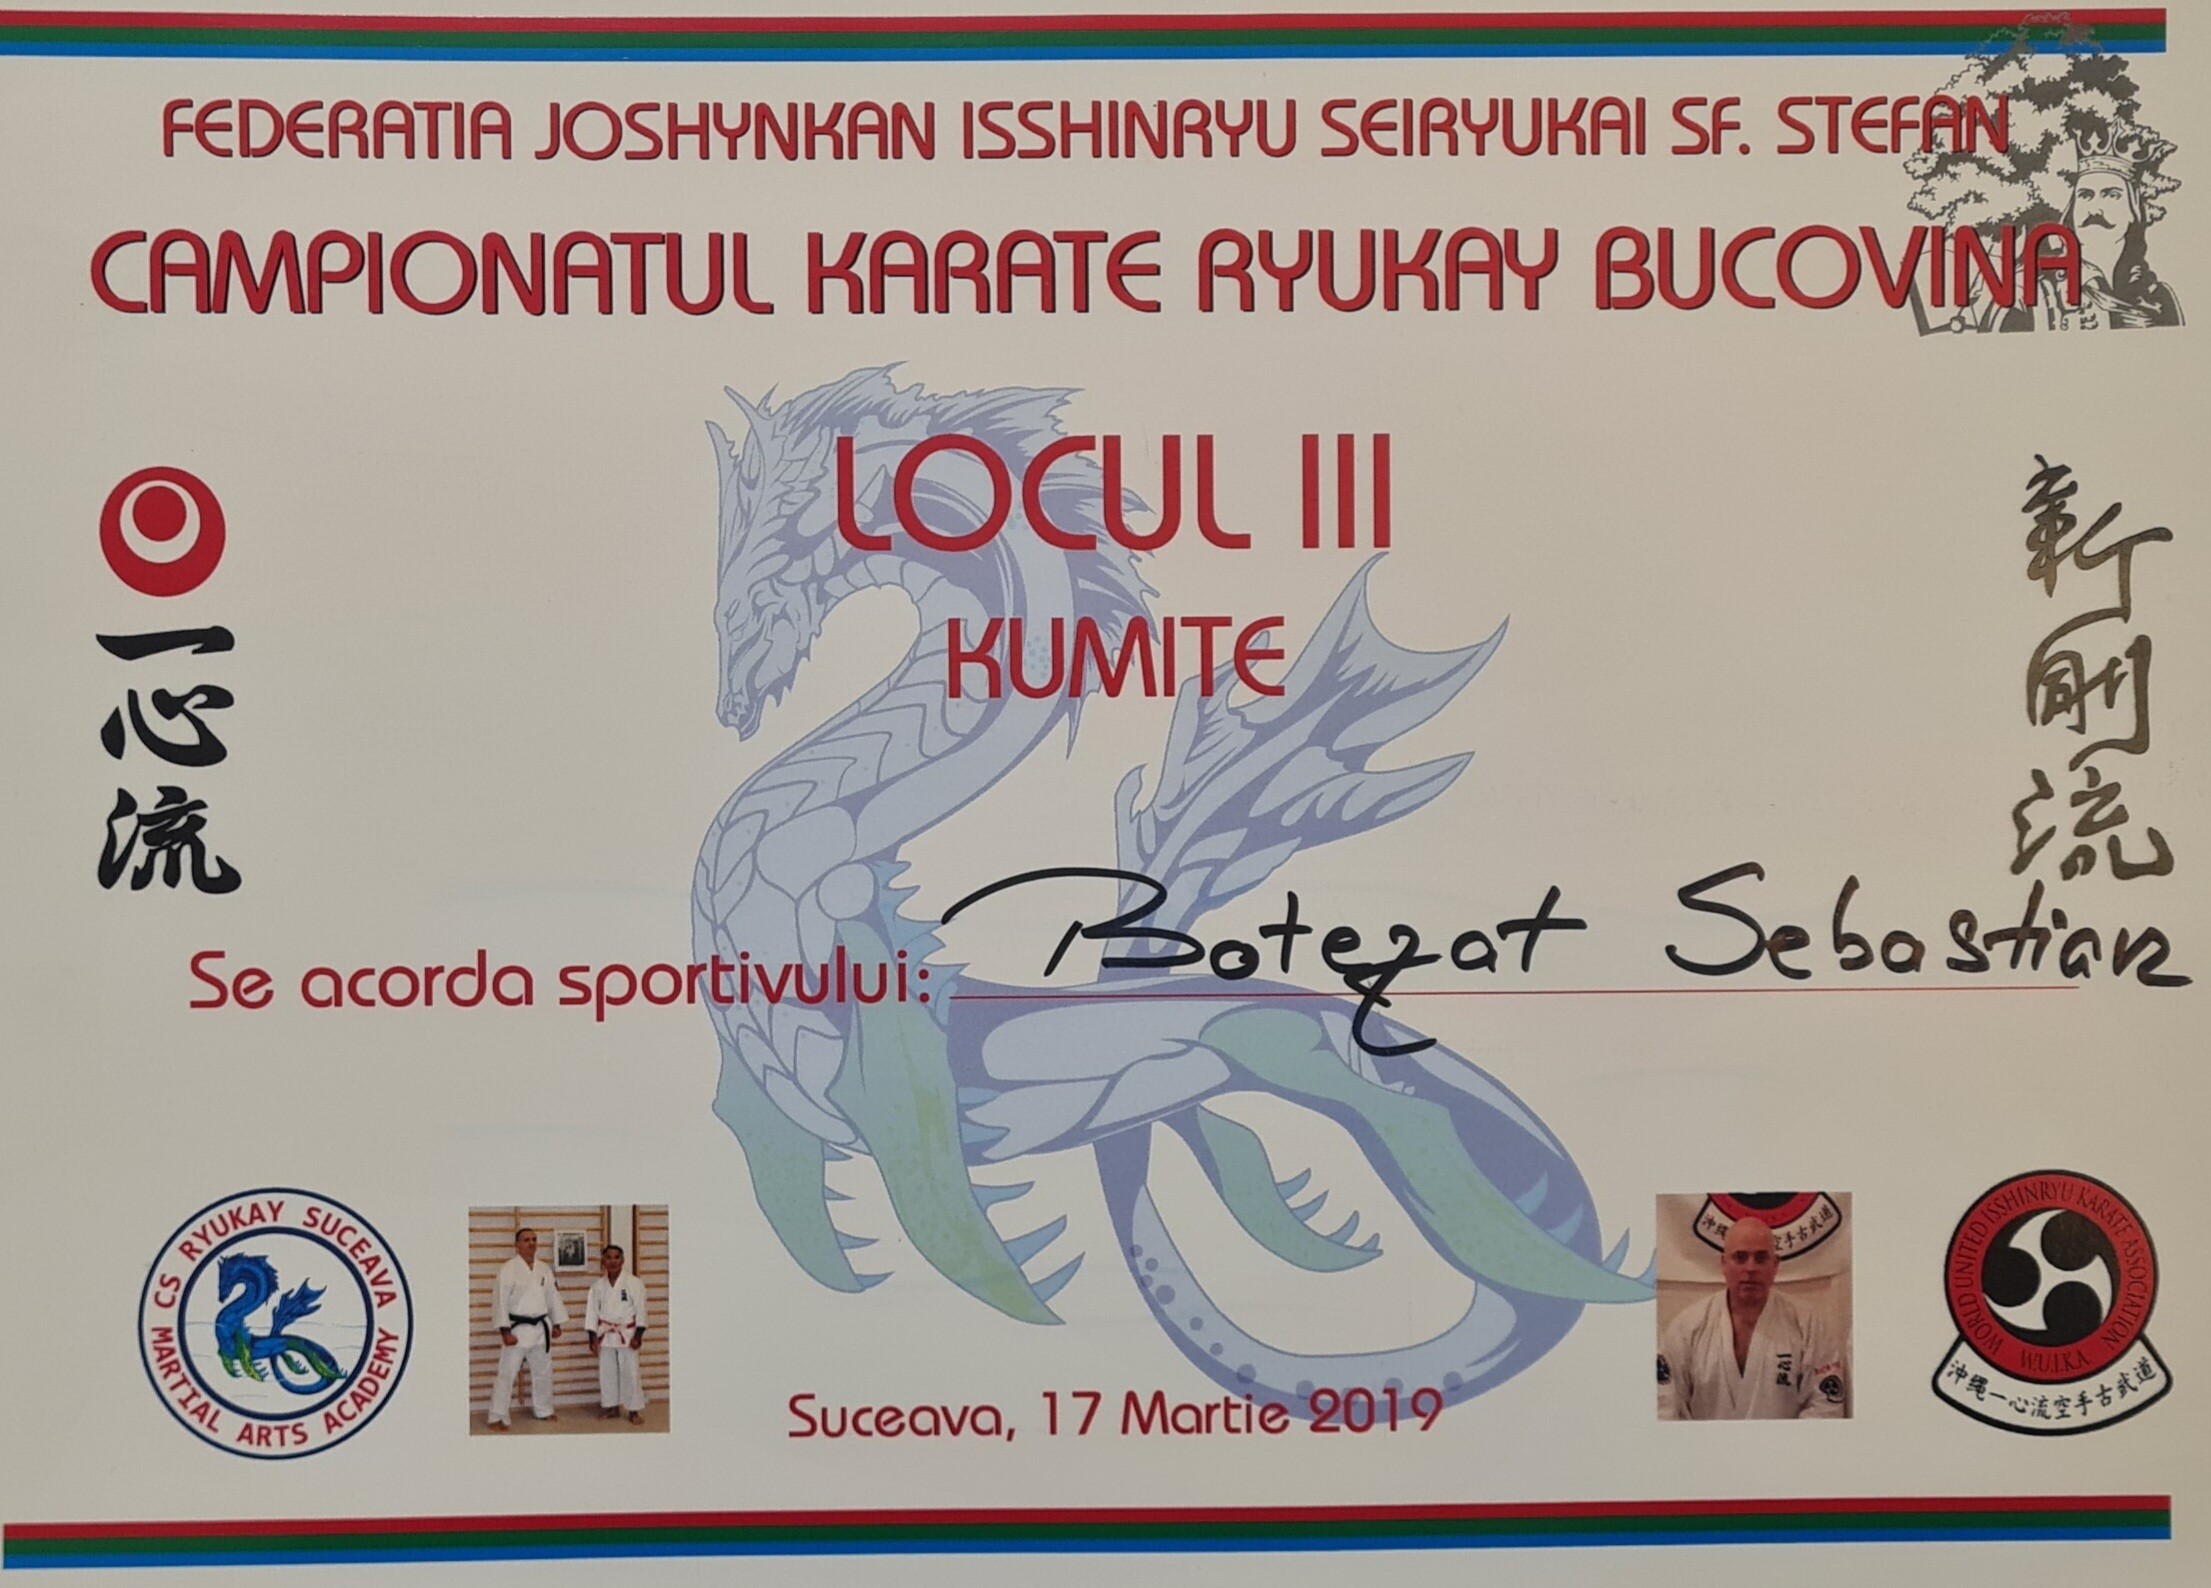 FEDERATIA JOSHYNKAN ISSHINRYU SEIRYUKAI SF. STEFAN
CAMPIONATUL KARATE RYUKAY BUCOVINA
LOCUL III
KUMITE
一心流
新剛流
Se acorda sportivului: Botezat Sebastian
CS RYUKAY SUCEAVA
MARTIAL ARTS ACADEMY
Suceava, 17 Martie 2019
WORLD UNITED ISSHINRYU KARATE ASSOCIATION
W.U.I.K.A.
沖縄一心流空手古武道